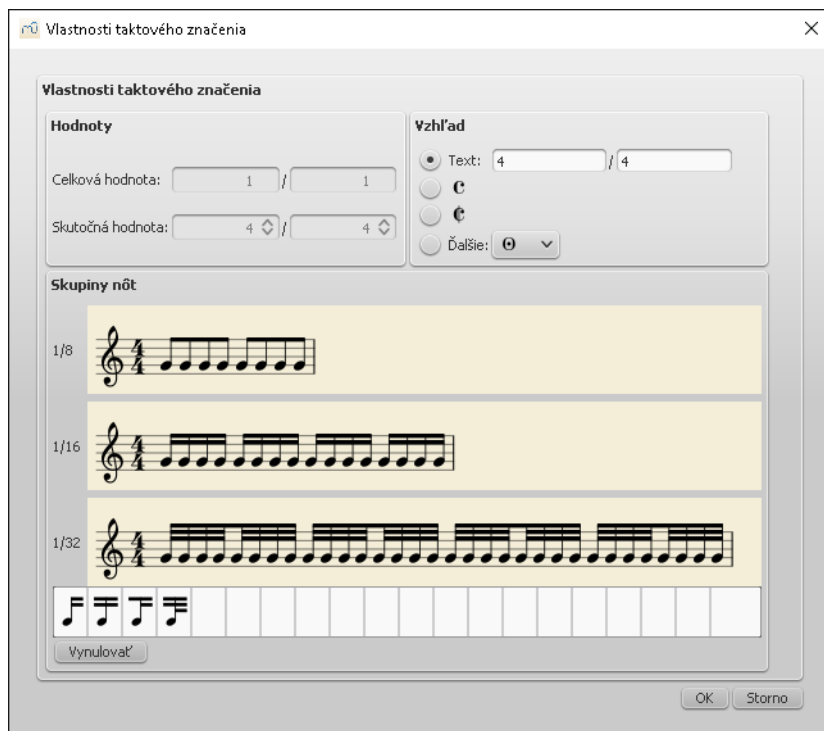 Vlastnosti taktového značenia
Vlastnosti taktového značenia
Hodnoty
Celková hodnota: 1 / 1
Skutočná hodnota: 4 / 4
Vzhľad
Text: 4 / 4
Ďalšie:
Skupiny nôt
1/8
1/16
1/32
Vynulovať
OK Storno